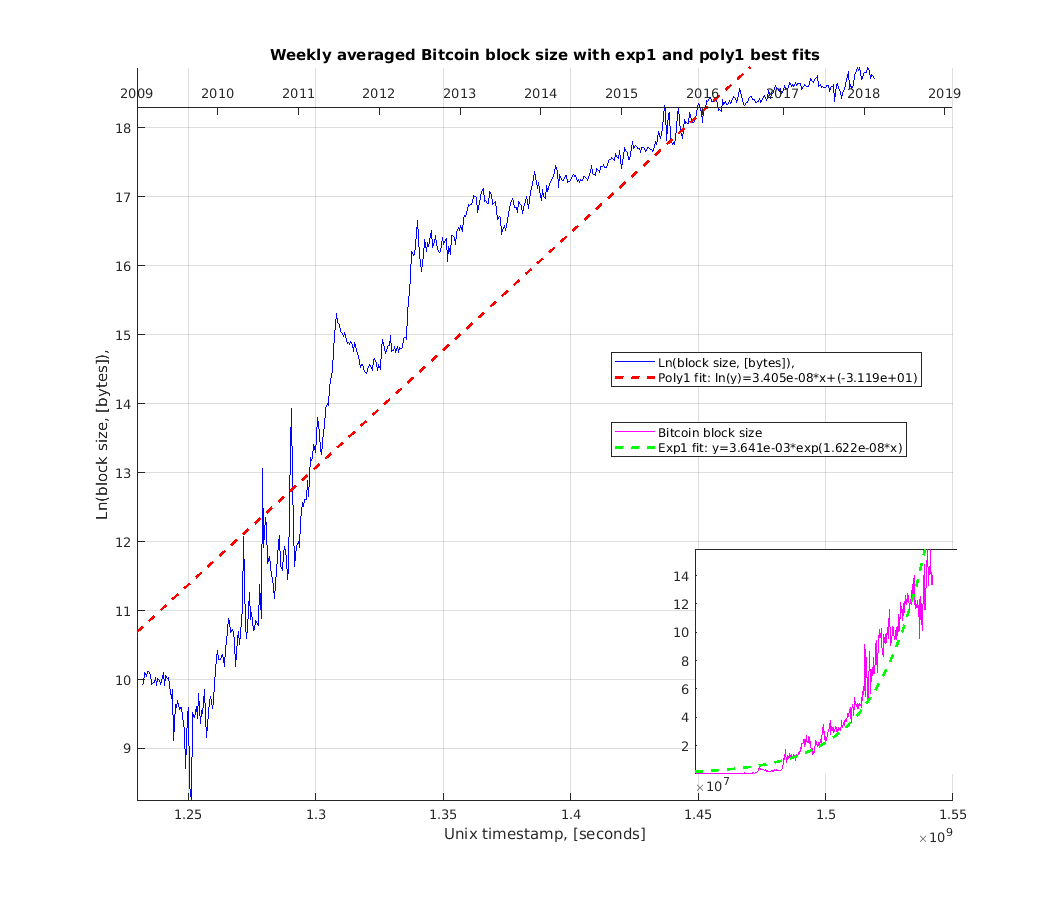 Weekly averaged Bitcoin block size with exp1 and poly1 best fits
2009 2010 2011 2012 2013 2014 2015 2016 2017 2018 2019
18
17
16
15
14
13
12
11
10
9
Ln(block size, [bytes]),
Ln(block size, [bytes]),
Poly1 fit: ln(y)=3.405e-08*x+(-3.119e+01)
Bitcoin block size
Exp1 fit: y=3.641e-03*exp(1.622e-08*x)
14
12
10
8
6
4
2
×10^7
1.25 1.3 1.35 1.4 1.45 1.5 1.55
Unix timestamp, [seconds]
×10^9